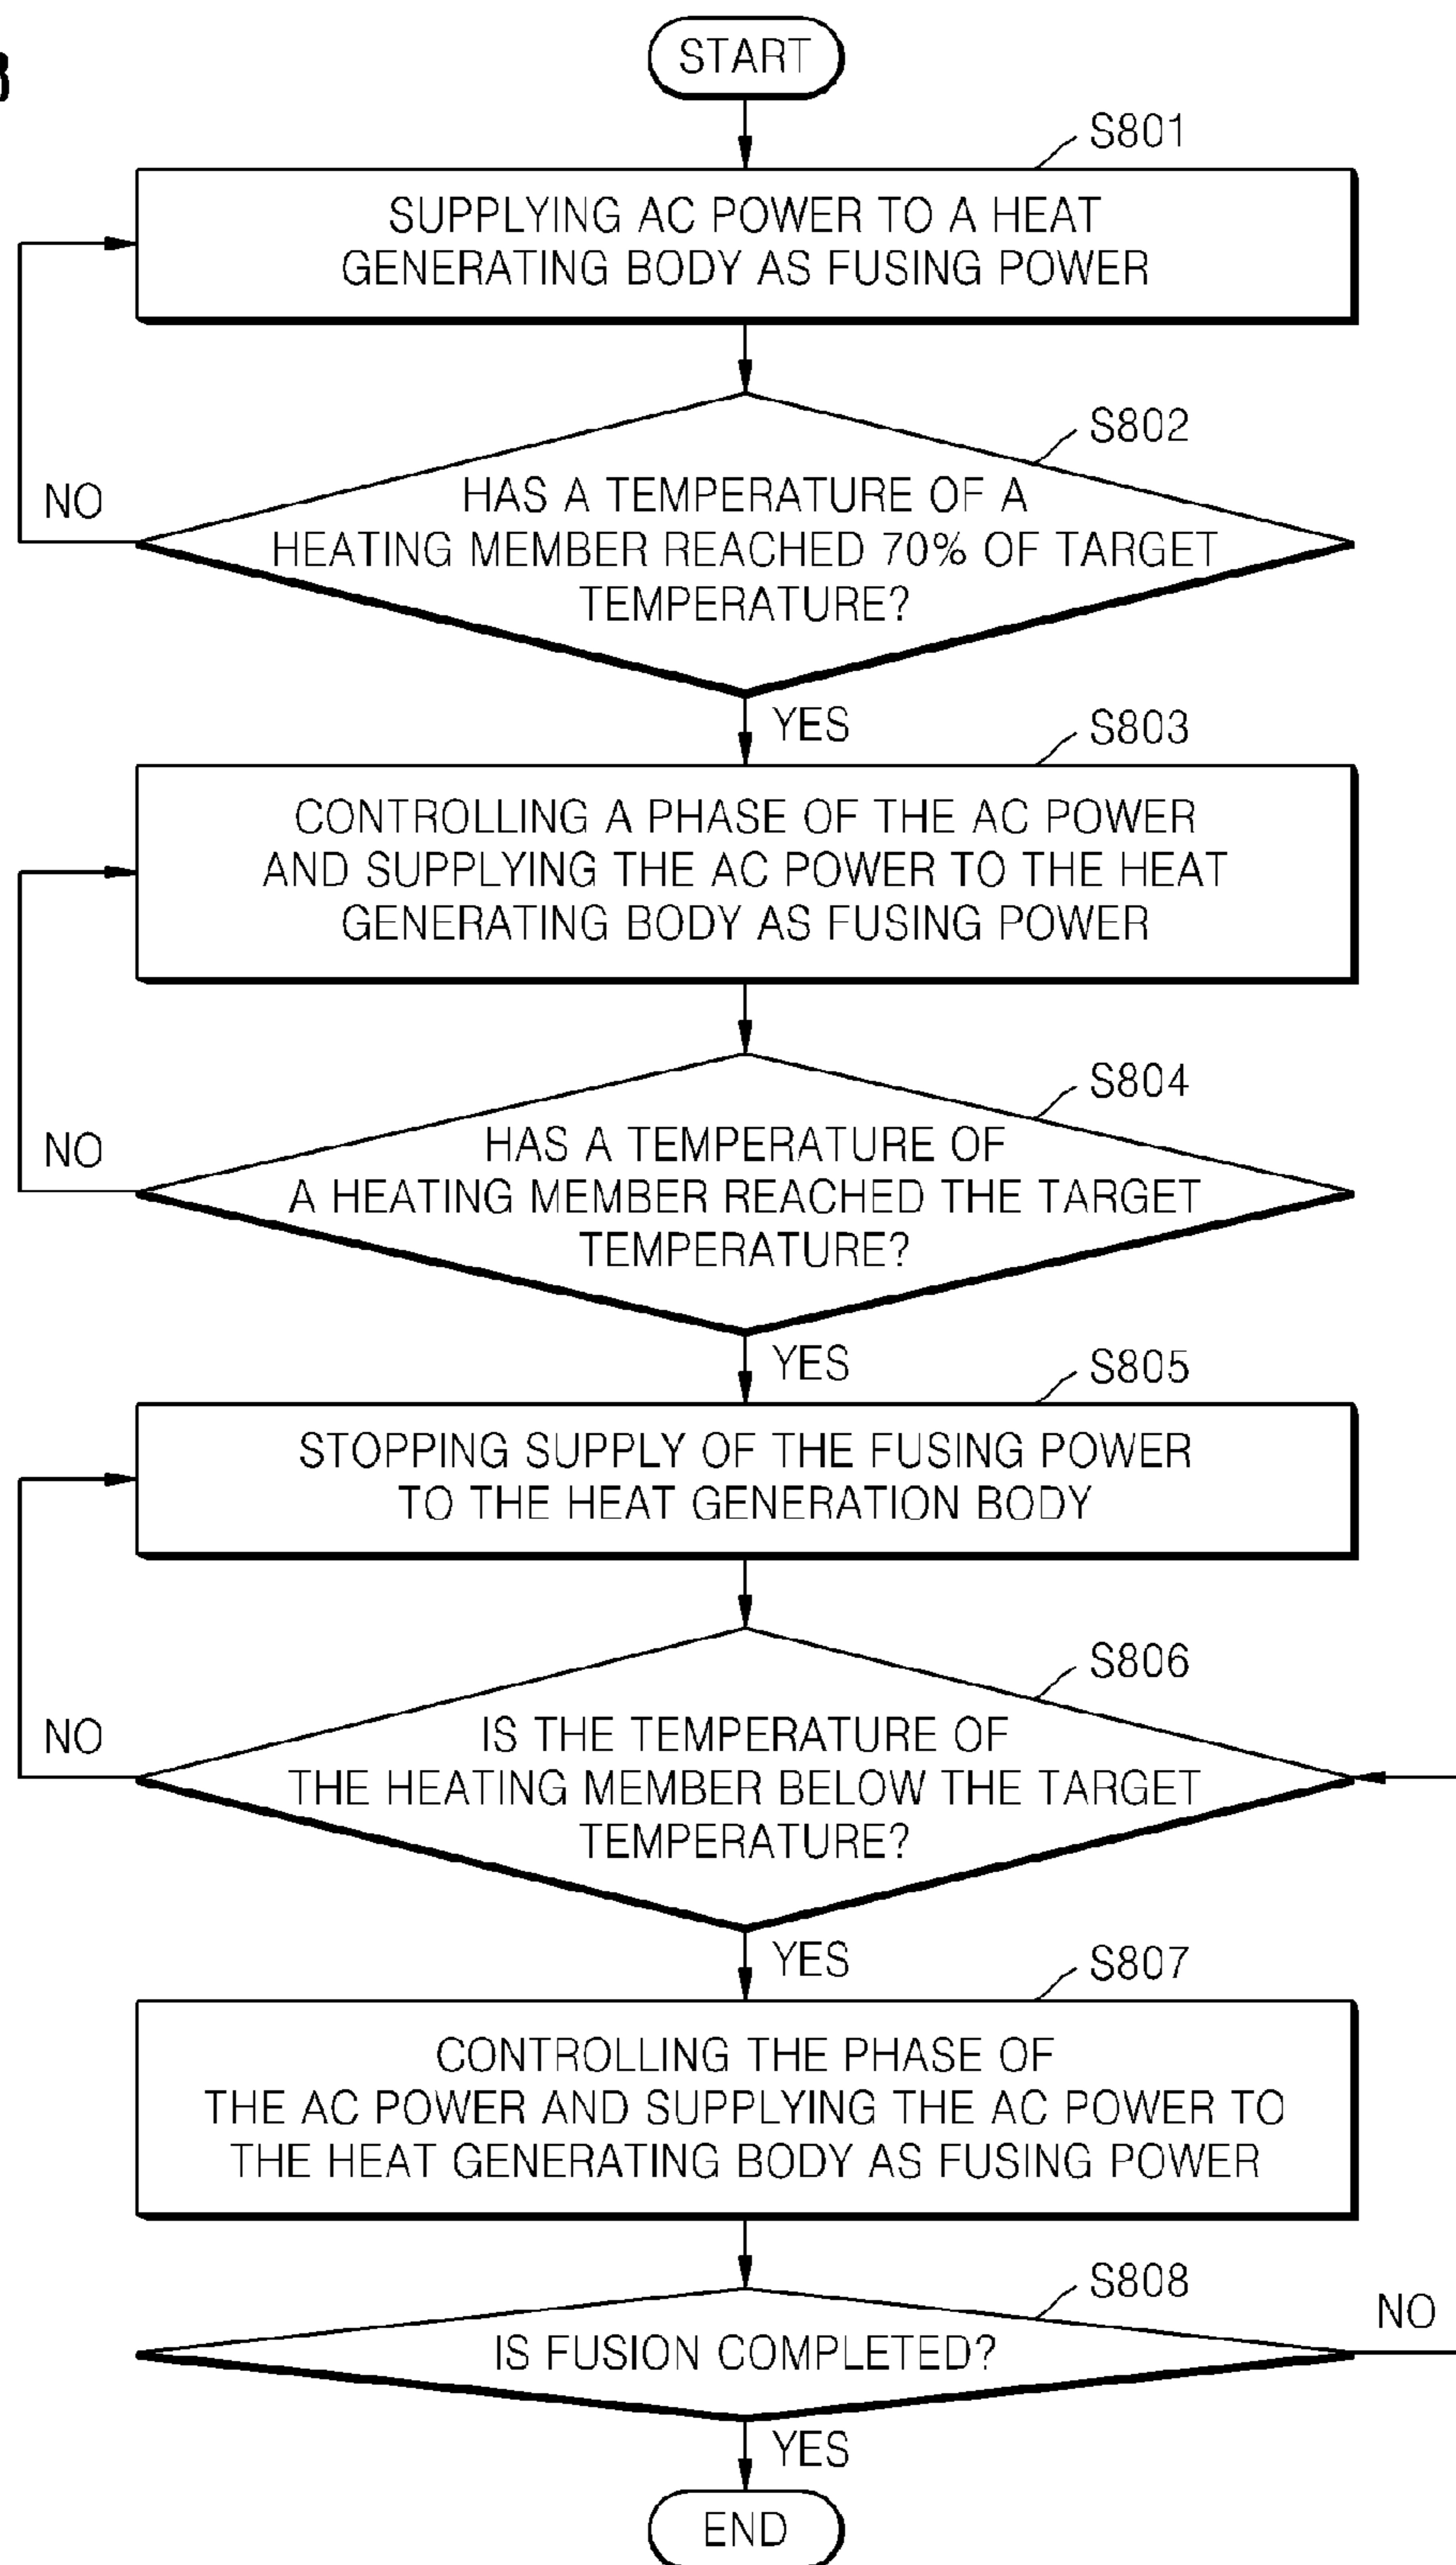 START
S801
SUPPLYING AC POWER TO A HEAT
GENERATING BODY AS FUSING POWER
S802
HAS A TEMPERATURE OF A
HEATING MEMBER REACHED 70% OF TARGET
TEMPERATURE?
NO
YES
S803
CONTROLLING A PHASE OF THE AC POWER
AND SUPPLYING THE AC POWER TO THE HEAT
GENERATING BODY AS FUSING POWER
S804
HAS A TEMPERATURE OF
A HEATING MEMBER REACHED THE TARGET
TEMPERATURE?
NO
YES
S805
STOPPING SUPPLY OF THE FUSING POWER
TO THE HEAT GENERATION BODY
S806
IS THE TEMPERATURE OF
THE HEATING MEMBER BELOW THE TARGET
TEMPERATURE?
NO
YES
S807
CONTROLLING THE PHASE OF
THE AC POWER AND SUPPLYING THE AC POWER TO
THE HEAT GENERATING BODY AS FUSING POWER
S808
IS FUSION COMPLETED?
NO
YES
END